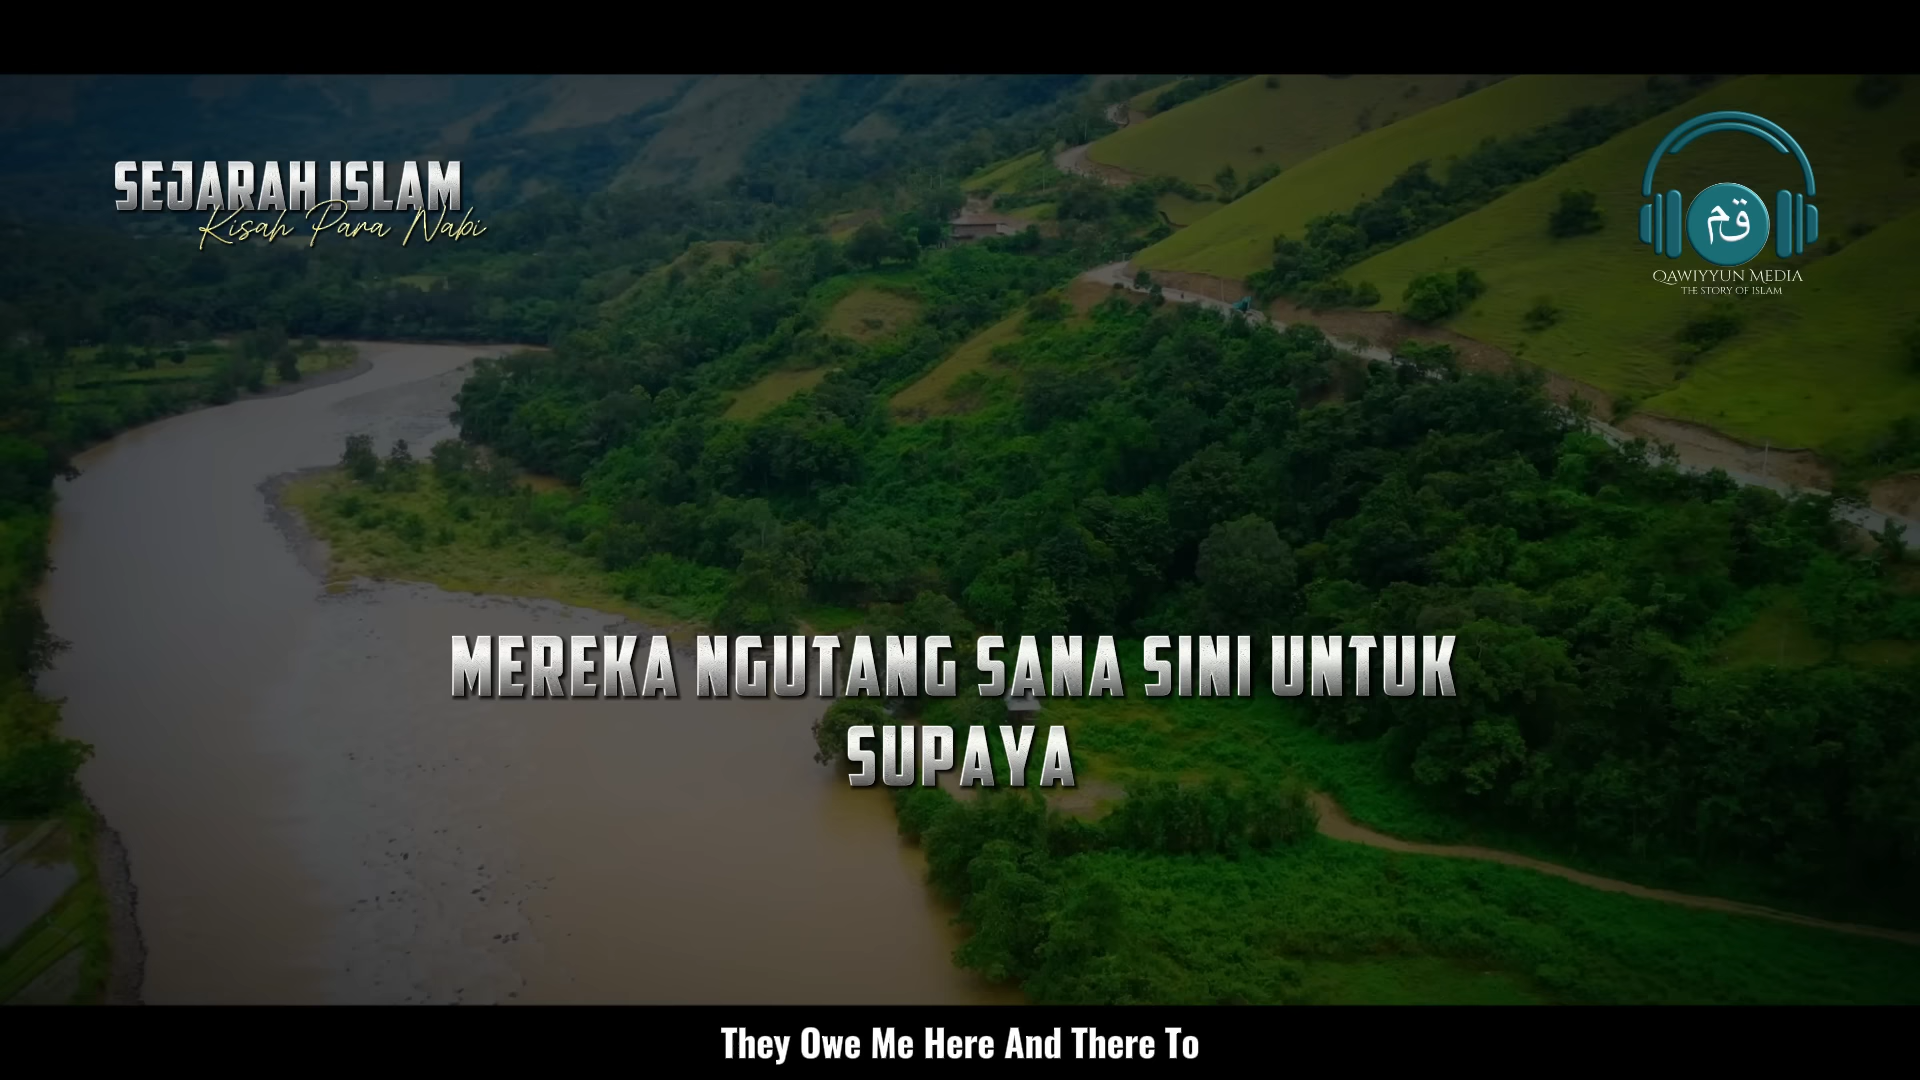 SEJARAH ISLAM
Kisah Para Nabi
قم
QAWIYYUN MEDIA
THE STORY OF ISLAM
MEREKA NGUTANG SANA SINI UNTUK
SUPAYA
They Owe Me Here And There To